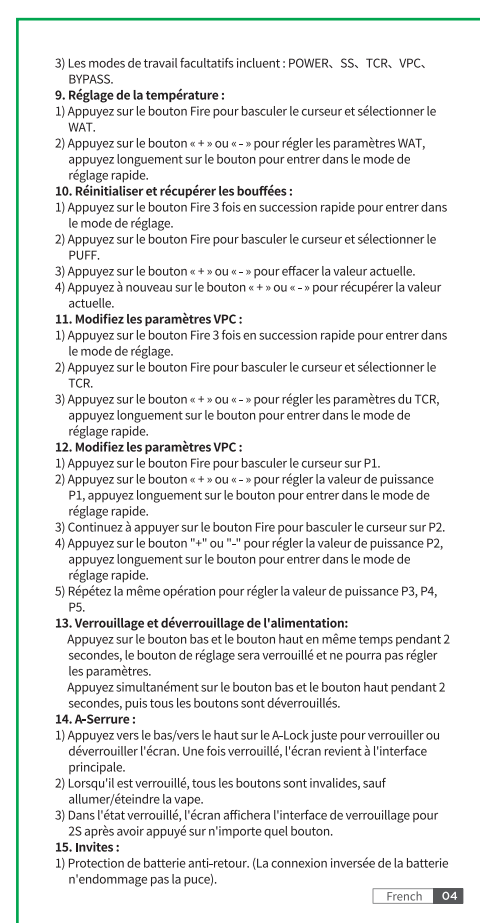 3) Les modes de travail facultatifs incluent : POWER、SS、TCR、VPC、
BYPASS.
9. Réglage de la température :
1) Appuyez sur le bouton Fire pour basculer le curseur et sélectionner le
WAT.
2) Appuyez sur le bouton « + » ou « - » pour régler les paramètres WAT,
appuyez longuement sur le bouton pour entrer dans le mode de
réglage rapide.
10. Réinitialiser et récupérer les bouffées :
1) Appuyez sur le bouton Fire 3 fois en succession rapide pour entrer dans
le mode de réglage.
2) Appuyez sur le bouton Fire pour basculer le curseur et sélectionner le
PUFF.
3) Appuyez sur le bouton « + » ou « - » pour effacer la valeur actuelle.
4) Appuyez à nouveau sur le bouton « + » ou « - » pour récupérer la valeur
actuelle.
11. Modifiez les paramètres VPC :
1) Appuyez sur le bouton Fire 3 fois en succession rapide pour entrer dans
le mode de réglage.
2) Appuyez sur le bouton Fire pour basculer le curseur et sélectionner le
TCR.
3) Appuyez sur le bouton « + » ou « - » pour régler les paramètres du TCR,
appuyez longuement sur le bouton pour entrer dans le mode de
réglage rapide.
12. Modifiez les paramètres VPC :
1) Appuyez sur le bouton Fire pour basculer le curseur sur P1.
2) Appuyez sur le bouton « + » ou « - » pour régler la valeur de puissance
P1, appuyez longuement sur le bouton pour entrer dans le mode de
réglage rapide.
3) Continuez à appuyer sur le bouton Fire pour basculer le curseur sur P2.
4) Appuyez sur le bouton "+" ou "-" pour régler la valeur de puissance P2,
appuyez longuement sur le bouton pour entrer dans le mode de
réglage rapide.
5) Répétez la même opération pour régler la valeur de puissance P3, P4,
P5.
13. Verrouillage et déverrouillage de l'alimentation:
Appuyez sur le bouton bas et le bouton haut en même temps pendant 2
secondes, le bouton de réglage sera verrouillé et ne pourra pas régler
les paramètres.
Appuyez simultanément sur le bouton bas et le bouton haut pendant 2
secondes, puis tous les boutons sont déverrouillés.
14. A-Serrure :
1) Appuyez vers le bas/vers le haut sur le A-Lock juste pour verrouiller ou
déverrouiller l'écran. Une fois verrouillé, l'écran revient à l'interface
principale.
2) Lorsqu'il est verrouillé, tous les boutons sont invalides, sauf
allumer/éteindre la vape.
3) Dans l'état verrouillé, l'écran affichera l'interface de verrouillage pour
2S après avoir appuyé sur n'importe quel bouton.
15. Invites :
1) Protection de batterie anti-retour. (La connexion inversée de la batterie
n'endommage pas la puce).
French 04